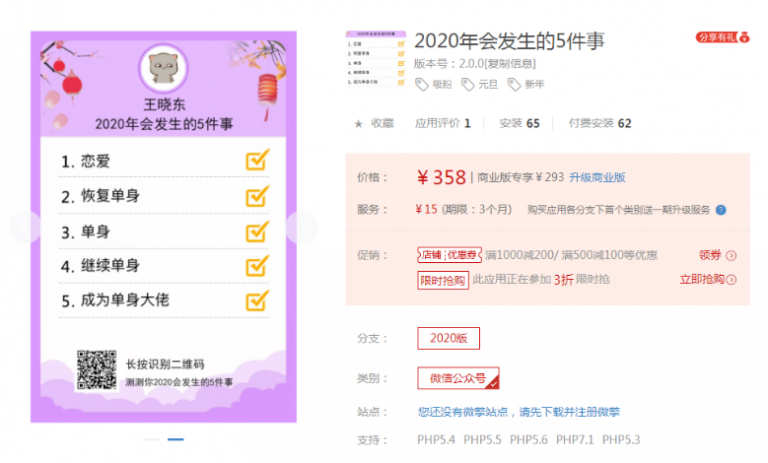 王晓东
2020年会发生的5件事
1. 恋爱
2. 恢复单身
3. 单身
4. 继续单身
5. 成为单身大佬
长按识别二维码
测测你2020会发生的5件事
2020年会发生的5件事
分享有礼
版本号：2.0.0[复制信息]
吸粉 元旦 新年
★ 收藏 应用评价 1 安装 65 付费安装 62
价格： ¥ 358 | 商业版专享 ¥ 293 升级商业版
服务： ¥ 15 (期限：3个月) 购买应用各分支下首个类别送一期升级服务 ?
促销： 店铺 优惠券 满1000减200/ 满500减100等优惠 领券
限时抢购 此应用正在参加 3折 限时抢 立即抢购
分支： 2020版
类别： 微信公众号
站点： 您还没有微擎站点，请先下载并注册微擎
支持： PHP5.4 PHP5.5 PHP5.6 PHP7.1 PHP5.3